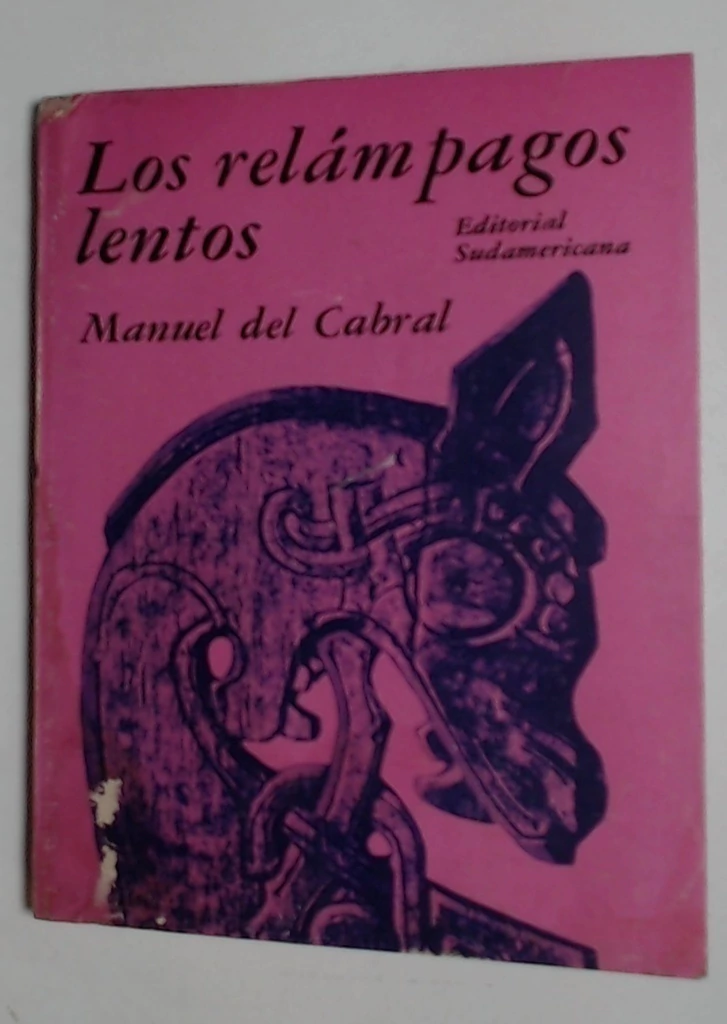 Los relámpagos
lentos
Editorial
Sudamericana
Manuel del Cabral